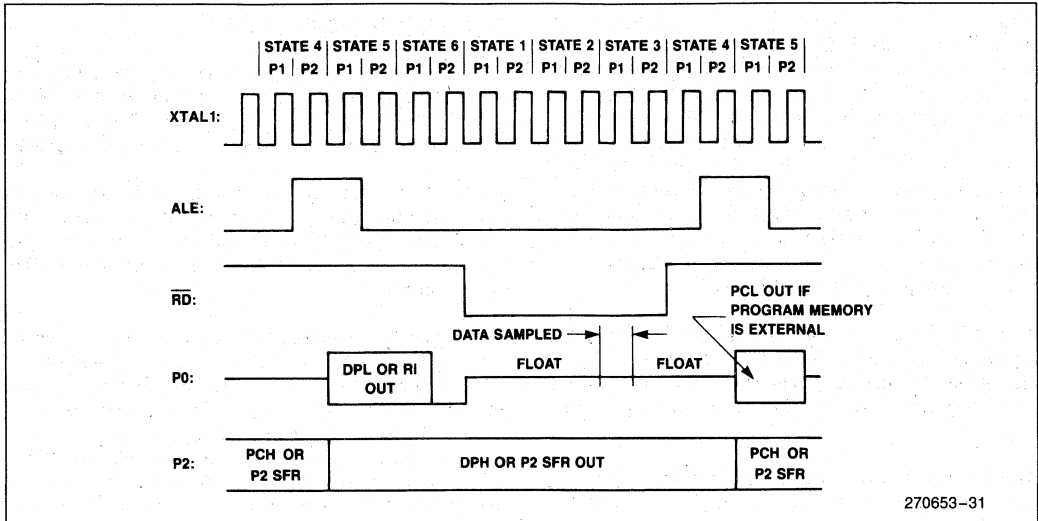 STATE 4 STATE 5 STATE 6 STATE 1 STATE 2 STATE 3 STATE 4 STATE 5
P1 P2 P1 P2 P1 P2 P1 P2 P1 P2 P1 P2 P1 P2 P1 P2
XTAL1:
ALE:
RD:
PCL OUT IF
PROGRAM MEMORY
IS EXTERNAL
DATA SAMPLED
P0:
DPL OR Ri
OUT
FLOAT
FLOAT
P2:
PCH OR
P2 SFR
DPH OR P2 SFR OUT
PCH OR
P2 SFR
270653-31